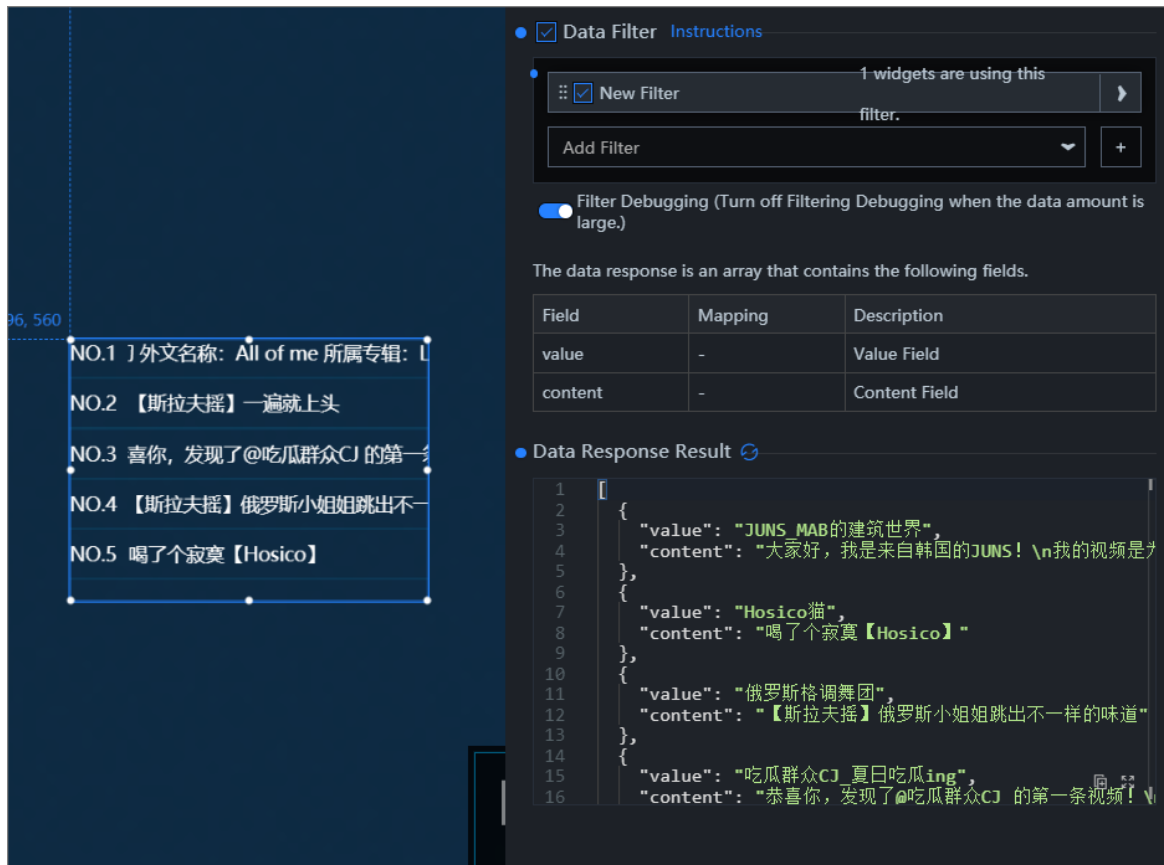 96, 560
NO.1 ] 外文名称：All of me 所属专辑：L
NO.2 【斯拉夫摇】一遍就上头
NO.3 喜你，发现了@吃瓜群众CJ 的第一条
NO.4 【斯拉夫摇】俄罗斯小姐姐跳出不一
NO.5 喝了个寂寞【Hosico】
Data Filter Instructions
New Filter
1 widgets are using this
filter.
Add Filter
+
Filter Debugging (Turn off Filtering Debugging when the data amount is
large.)
The data response is an array that contains the following fields.
Field Mapping Description
value - Value Field
content - Content Field
Data Response Result
1 [
2 {
3 "value": "JUNS_MAB的建筑世界",
4 "content": "大家好，我是来自韩国的JUNS！\n我的视频是为
5 },
6 {
7 "value": "Hosico猫",
8 "content": "喝了个寂寞【Hosico】"
9 },
10 {
11 "value": "俄罗斯格调舞团",
12 "content": "【斯拉夫摇】俄罗斯小姐姐跳出不一样的味道"
13 },
14 {
15 "value": "吃瓜群众CJ_夏日吃瓜ing",
16 "content": "恭喜你，发现了@吃瓜群众CJ 的第一条视频！\